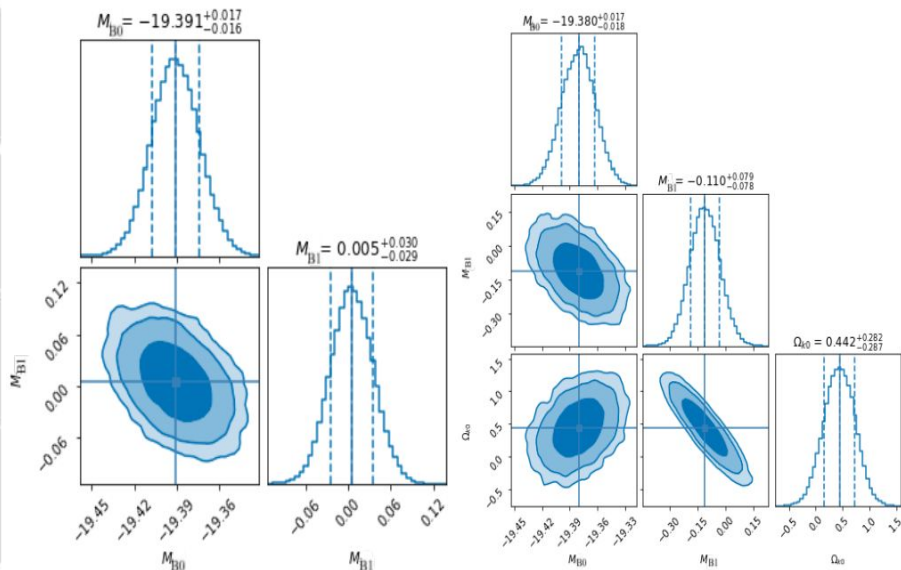 M_B0 = −19.391 +0.017 −0.016
M_B1 = 0.005 +0.030 −0.029
M_B1
0.12
0.06
0.00
−0.06
−19.45
−19.42
−19.39
−19.36
M_B0
−0.06
0.00
0.06
0.12
M_B1
M_B0 = −19.380 +0.017 −0.018
M_B1 = −0.110 +0.079 −0.078
M_B1
0.15
0.00
−0.15
−0.30
Ω_k0 = 0.442 +0.282 −0.287
Ω_k0
1.5
1.0
0.5
0.0
−0.5
−19.45
−19.42
−19.39
−19.36
−19.33
M_B0
−0.30
−0.15
0.00
0.15
M_B1
−0.5
0.0
0.5
1.0
1.5
Ω_k0